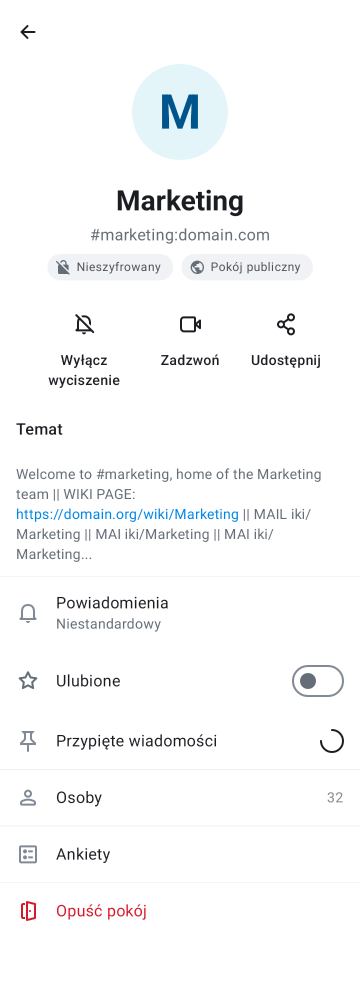 M
Marketing
#marketing:domain.com
Nieszyfrowany
Pokój publiczny
Wyłącz
wyciszenie
Zadzwoń
Udostępnij
Temat
Welcome to #marketing, home of the Marketing
team || WIKI PAGE:
https://domain.org/wiki/Marketing || MAIL iki/
Marketing || MAI iki/Marketing || MAI iki/
Marketing...
Powiadomienia
Niestandardowy
Ulubione
Przypięte wiadomości
Osoby 32
Ankiety
Opuść pokój